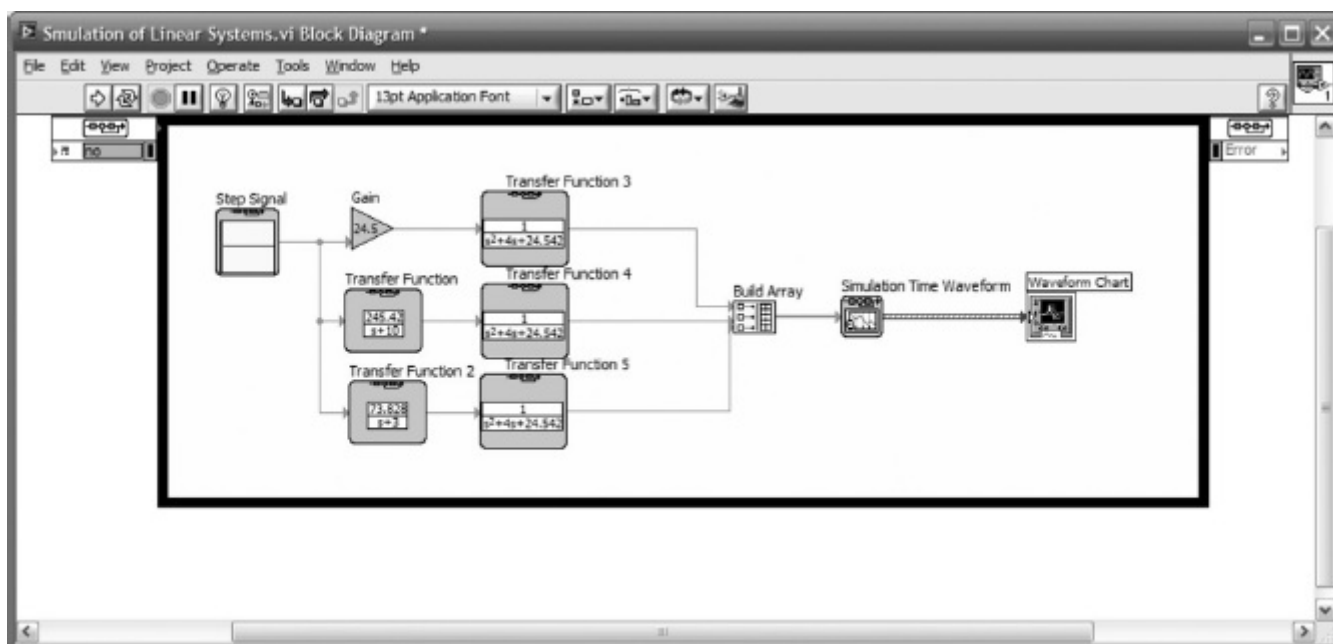 Smulation of Linear Systems.vi Block Diagram *
File Edit View Project Operate Tools Window Help
13pt Application Font
1
no
Error
Step Signal
Gain
24.5
Transfer Function 3
1
s²+4s+24.542
Transfer Function
245.42
s+10
Transfer Function 4
1
s²+4s+24.542
Build Array
Simulation Time Waveform
Waveform Chart
Transfer Function 2
73.828
s+3
Transfer Function 5
1
s²+4s+24.542